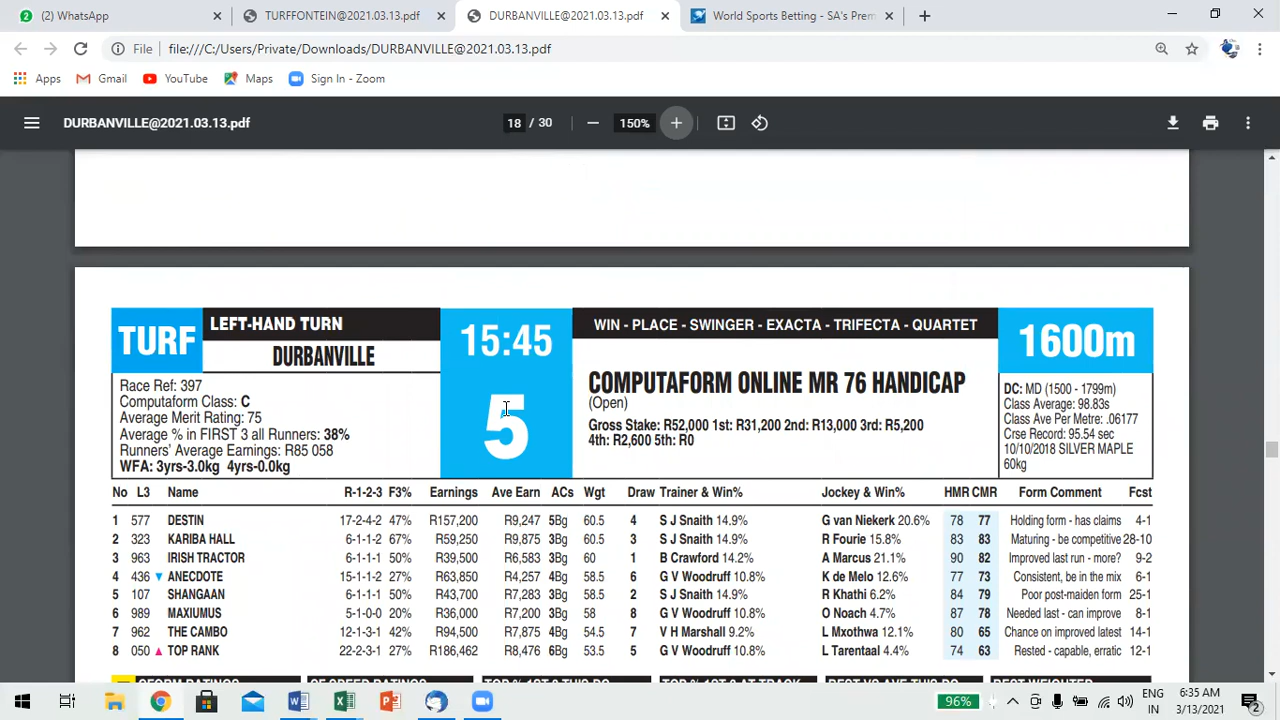 WhatsApp
TURFFONTEIN@2021.03.13.pdf
DURBANVILLE@2021.03.13.pdf
World Sports Betting - SA's Prem
File
file:///C:/Users/Private/Downloads/DURBANVILLE@2021.03.13.pdf
Apps
Gmail
YouTube
Maps
Sign In - Zoom
DURBANVILLE@2021.03.13.pdf
18 / 30
150%
TURF
LEFT-HAND TURN
DURBANVILLE
15:45
WIN - PLACE - SWINGER - EXACTA - TRIFECTA - QUARTET
1600m
Race Ref: 397
Computaform Class: C
Average Merit Rating: 75
Average % in FIRST 3 all Runners: 38%
Runners' Average Earnings: R85 058
WFA: 3yrs-3.0kg 4yrs-0.0kg
5
COMPUTAFORM ONLINE MR 76 HANDICAP
(Open)
Gross Stake: R52,000 1st: R31,200 2nd: R13,000 3rd: R5,200
4th: R2,600 5th: R0
DC: MD (1500 - 1799m)
Class Average: 98.83s
Class Ave Per Metre: .06177
Crse Record: 95.54 sec
10/10/2018 SILVER MAPLE
60kg
No L3 Name R-1-2-3 F3% Earnings Ave Earn ACs Wgt Draw Trainer & Win% Jockey & Win% HMR CMR Form Comment Fcst
1 577 DESTIN 17-2-4-2 47% R157,200 R9,247 5Bg 60.5 4 S J Snaith 14.9% G van Niekerk 20.6% 78 77 Holding form - has claims 4-1
2 323 KARIBA HALL 6-1-1-2 67% R59,250 R9,875 3Bg 60.5 3 S J Snaith 14.9% R Fourie 15.8% 83 83 Maturing - be competitive 28-10
3 963 IRISH TRACTOR 6-1-1-1 50% R39,500 R6,583 3Bg 60 1 B Crawford 14.2% A Marcus 21.1% 90 82 Improved last run - more? 9-2
4 436 ▼ ANECDOTE 15-1-1-2 27% R63,850 R4,257 4Bg 58.5 6 G V Woodruff 10.8% K de Melo 12.6% 77 73 Consistent, be in the mix 6-1
5 107 SHANGAAN 6-1-1-1 50% R43,700 R7,283 3Bg 58.5 2 S J Snaith 14.9% R Khathi 6.2% 84 79 Poor post-maiden form 25-1
6 989 MAXIUMUS 5-1-0-0 20% R36,000 R7,200 3Bg 58 8 G V Woodruff 10.8% O Noach 4.7% 87 78 Needed last - can improve 8-1
7 962 THE CAMBO 12-1-3-1 42% R94,500 R7,875 4Bg 54.5 7 V H Marshall 9.2% L Mxothwa 12.1% 80 65 Chance on improved latest 14-1
8 050 ▲ TOP RANK 22-2-3-1 27% R186,462 R8,476 6Bg 53.5 5 G V Woodruff 10.8% L Tarentaal 4.4% 74 63 Rested - capable, erratic 12-1
96%
ENG
IN
6:35 AM
3/13/2021
2